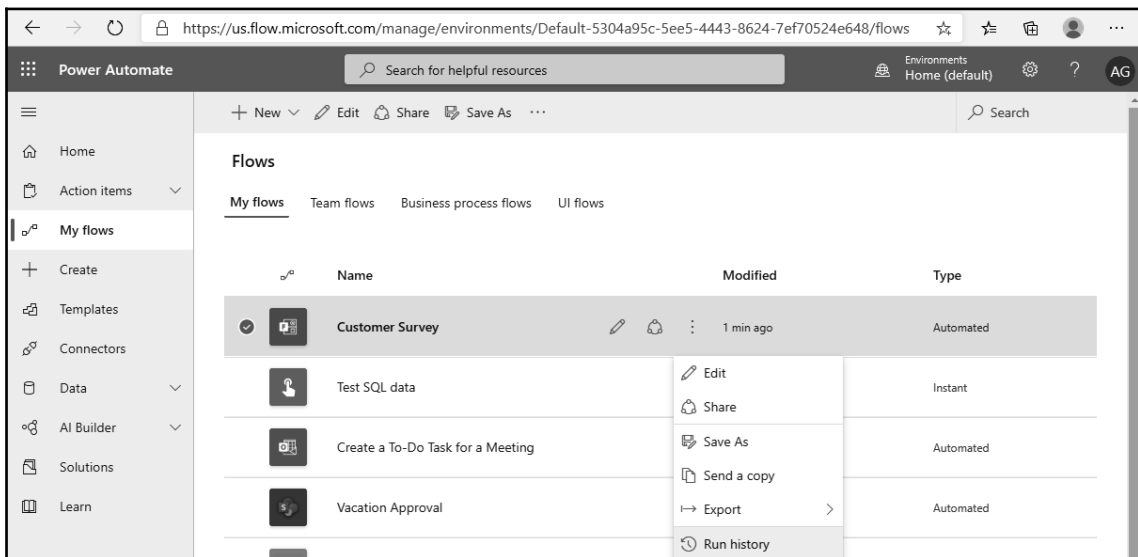 https://us.flow.microsoft.com/manage/environments/Default-5304a95c-5ee5-4443-8624-7ef70524e648/flows
Power Automate
Search for helpful resources
Environments
Home (default)
?
AG
New
Edit
Share
Save As
Search
Home
Action items
My flows
Create
Templates
Connectors
Data
AI Builder
Solutions
Learn
Flows
My flows Team flows Business process flows UI flows
Name Modified Type
Customer Survey 1 min ago Automated
Test SQL data Instant
Create a To-Do Task for a Meeting Automated
Vacation Approval Automated
Edit
Share
Save As
Send a copy
Export
Run history